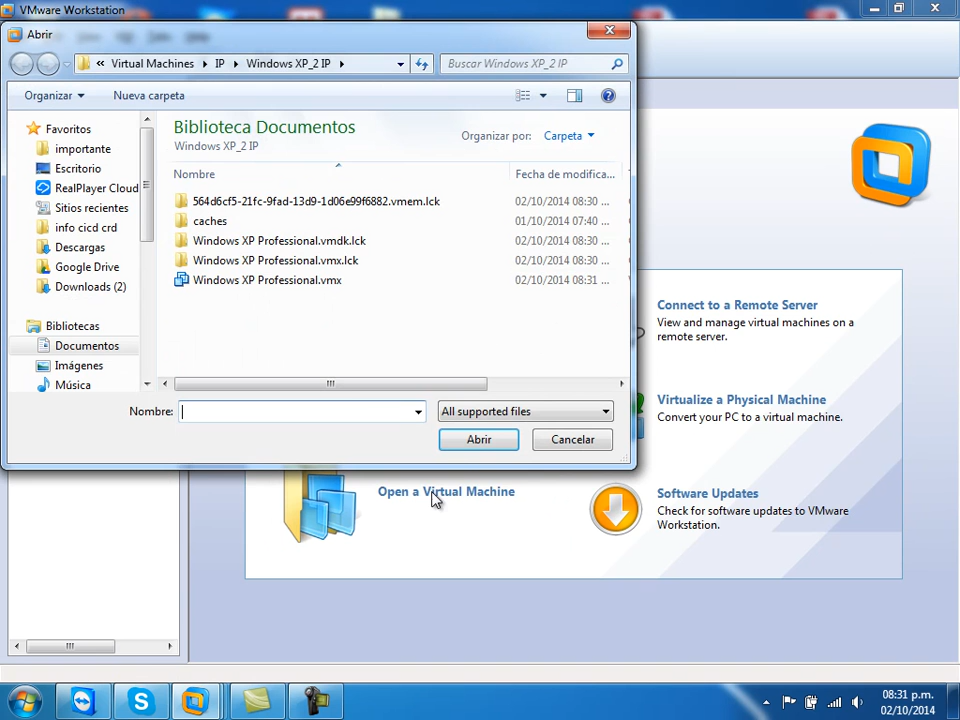 VMware Workstation
Abrir
« Virtual Machines IP Windows XP_2 IP
Buscar Windows XP_2 IP
Organizar Nueva carpeta
Favoritos
importante
Escritorio
RealPlayer Cloud
Sitios recientes
info cicd crd
Descargas
Google Drive
Downloads (2)
Bibliotecas
Documentos
Imágenes
Música
Biblioteca Documentos
Windows XP_2 IP
Organizar por: Carpeta
Nombre Fecha de modifica...
564d6cf5-21fc-9fad-13d9-1d06e99f6882.vmem.lck 02/10/2014 08:30 ...
caches 01/10/2014 07:40 ...
Windows XP Professional.vmdk.lck 02/10/2014 08:30 ...
Windows XP Professional.vmx.lck 02/10/2014 08:30 ...
Windows XP Professional.vmx 02/10/2014 08:31 ...
Nombre: All supported files
Abrir Cancelar
Connect to a Remote Server
View and manage virtual machines on a
remote server.
Virtualize a Physical Machine
Convert your PC to a virtual machine.
Open a Virtual Machine
Software Updates
Check for software updates to VMware
Workstation.
08:31 p.m.
02/10/2014